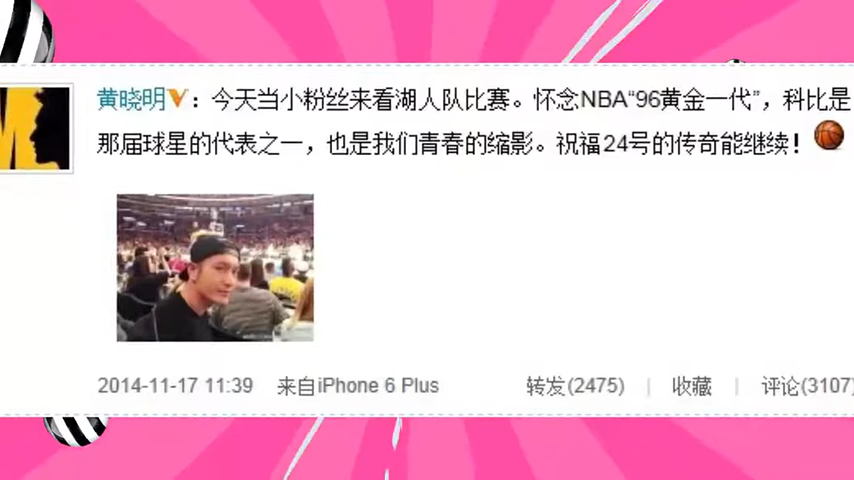 黄晓明V：今天当小粉丝来看湖人队比赛。怀念NBA“96黄金一代”，科比是
那届球星的代表之一，也是我们青春的缩影。祝福24号的传奇能继续！
2014-11-17 11:39 来自iPhone 6 Plus 转发(2475) | 收藏 | 评论(3107)